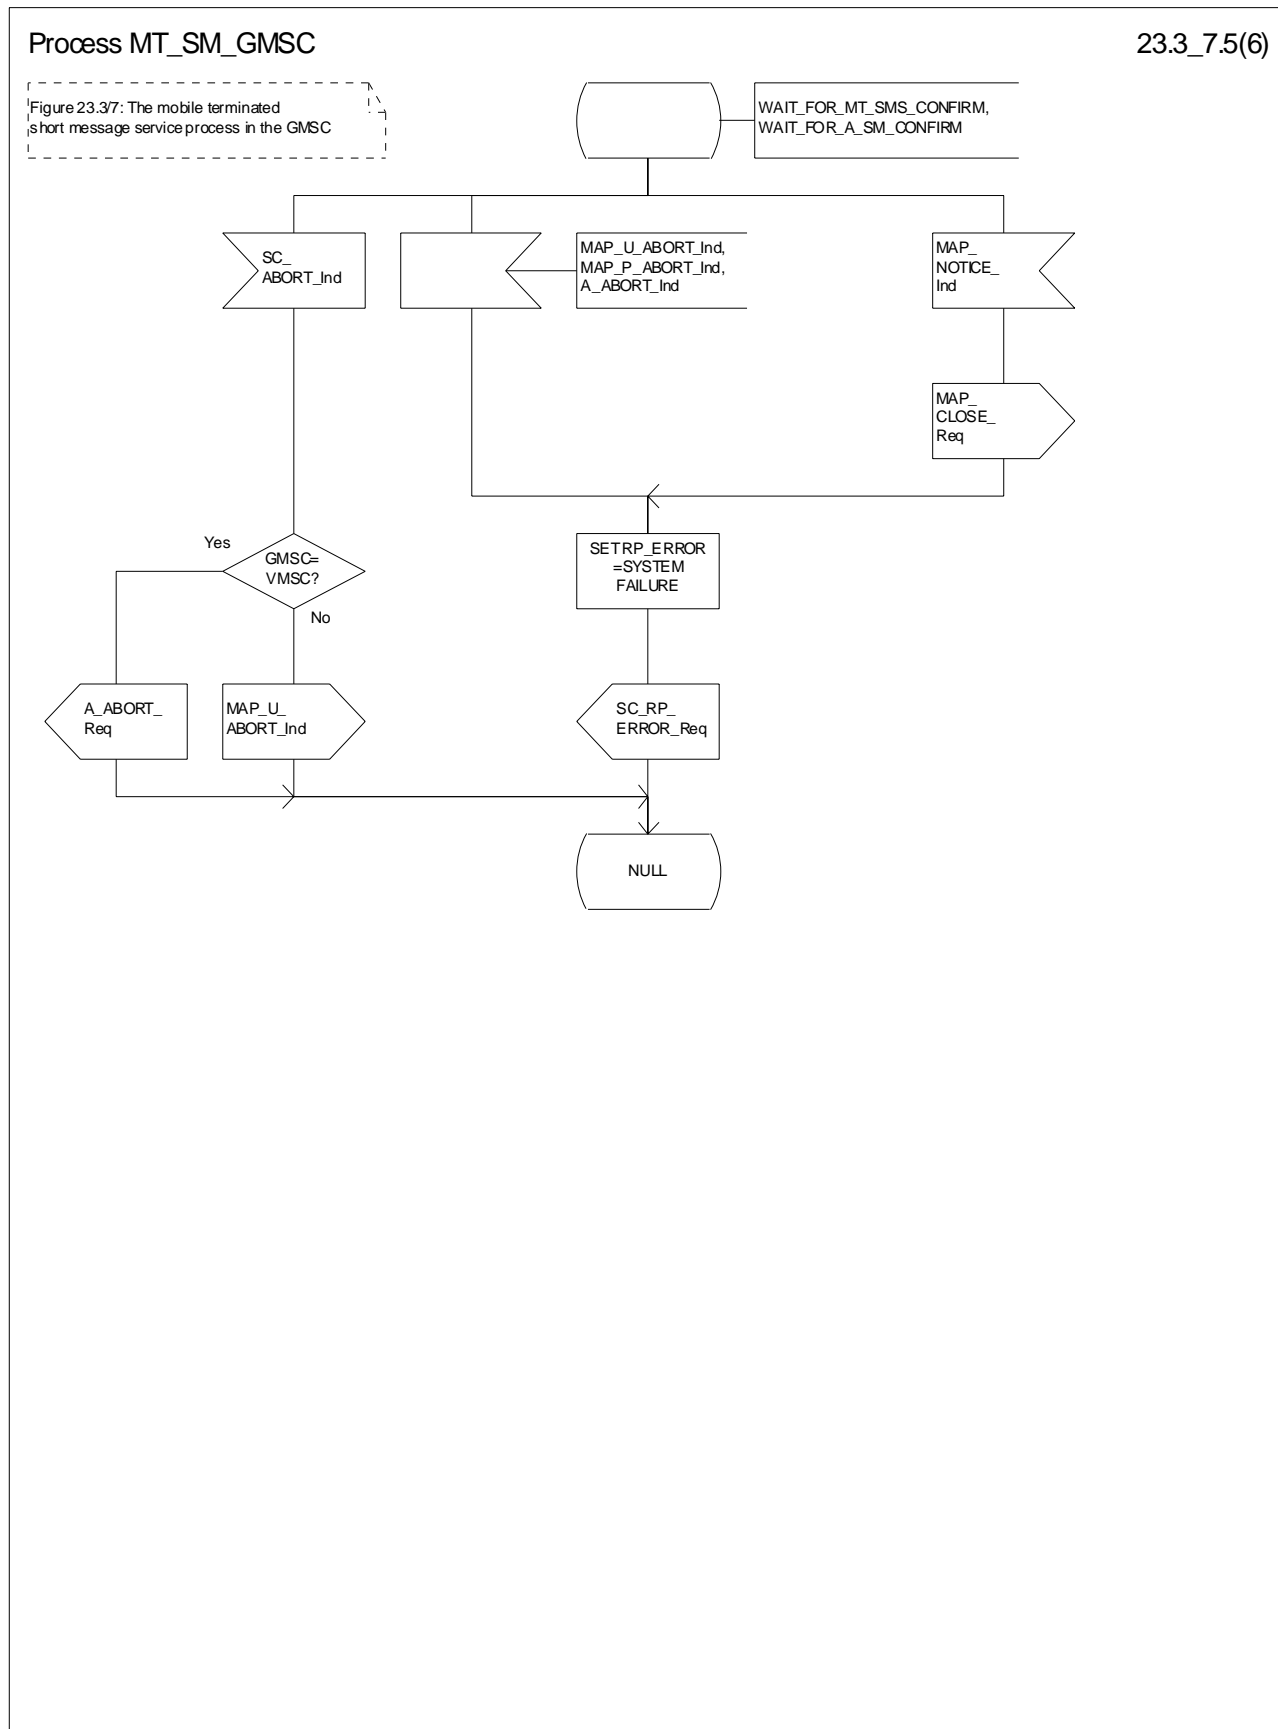 Process MT_SM_GMSC
23.3_7.5(6)
Figure 23.3/7: The mobile terminated
short message service process in the GMSC
WAIT_FOR_MT_SMS_CONFIRM,
WAIT_FOR_A_SM_CONFIRM
SC_
ABORT_Ind
MAP_U_ABORT_Ind,
MAP_P_ABORT_Ind,
A_ABORT_Ind
MAP_
NOTICE_
Ind
MAP_
CLOSE_
Req
Yes
GMSC=
VMSC?
No
SETRP_ERROR
=SYSTEM
FAILURE
A_ABORT_
Req
MAP_U_
ABORT_Ind
SC_RP_
ERROR_Req
NULL